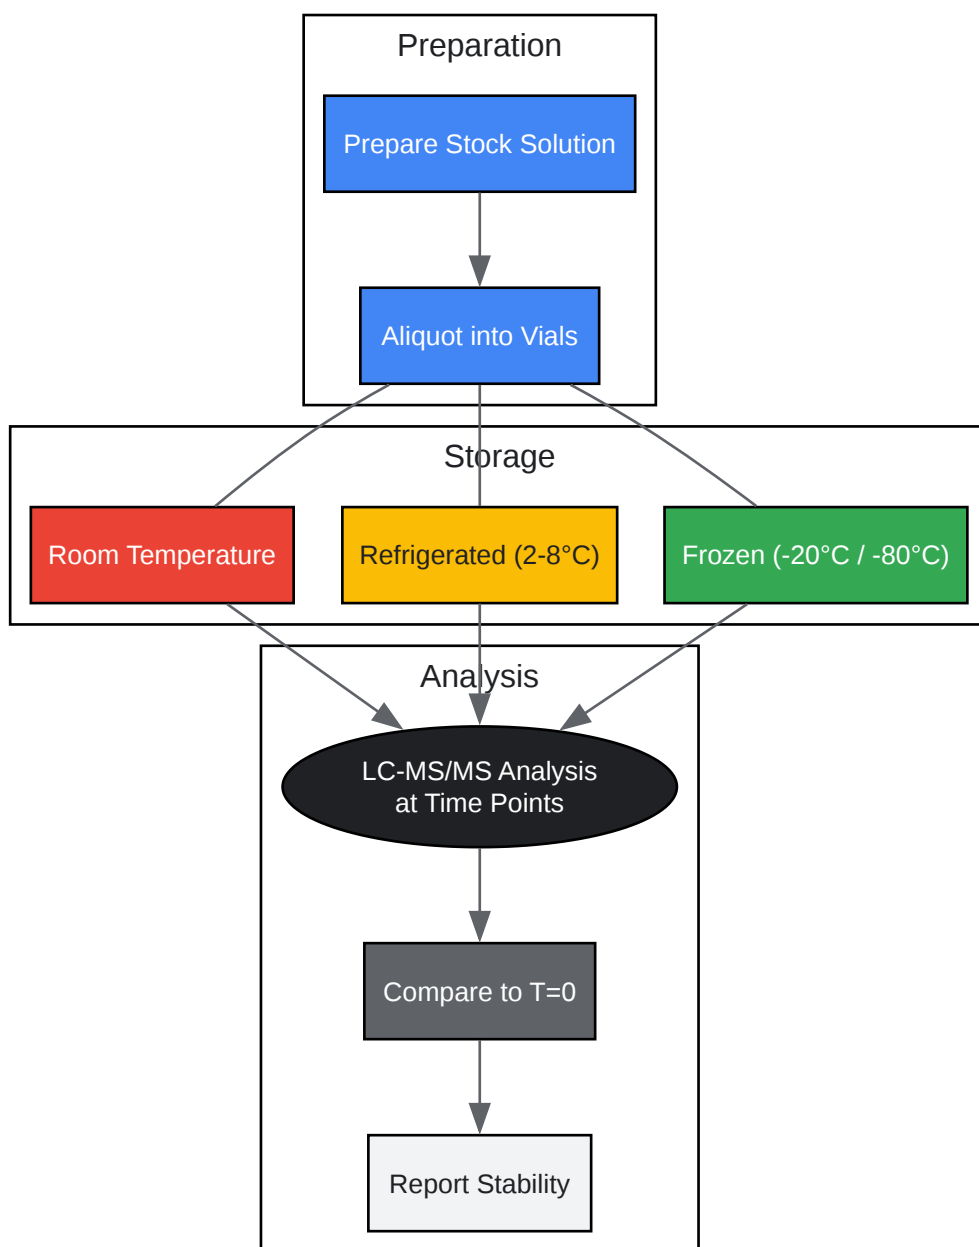 Preparation
Prepare Stock Solution
Aliquot into Vials
Storage
Room Temperature
Refrigerated (2-8°C)
Frozen (-20°C / -80°C)
Analysis
LC-MS/MS Analysis
at Time Points
Compare to T=0
Report Stability